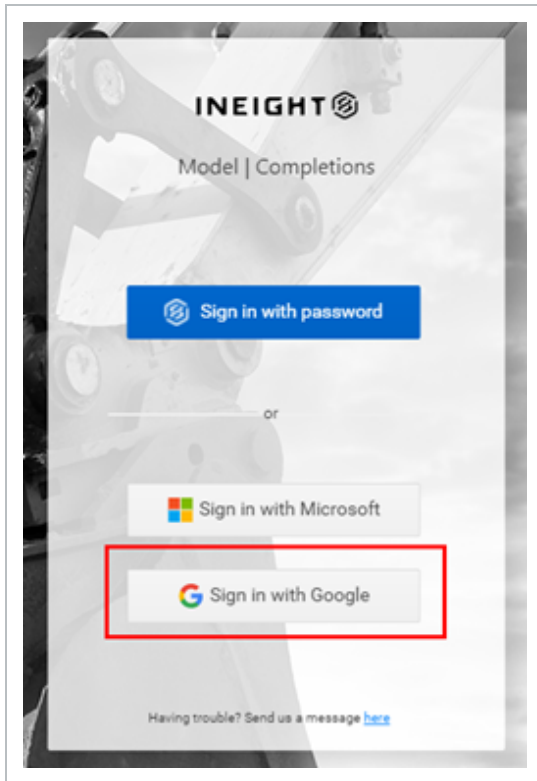 INEIGHT
Model | Completions
Sign in with password
or
Sign in with Microsoft
Sign in with Google
Having trouble? Send us a message here